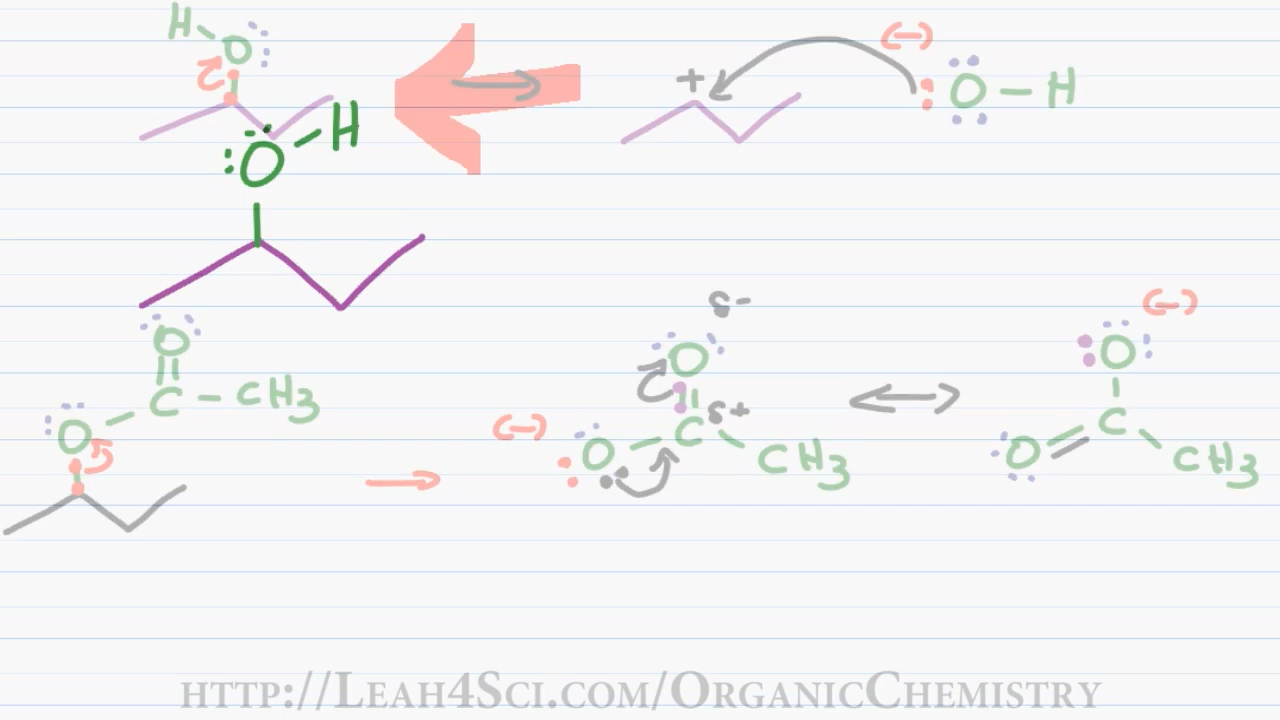 H
O
(-)
+
:O - H
:O - H
δ-
O
C - CH3
O
O
C δ+
(-)
O
CH3
(-)
O
C
O
CH3
http://Leah4Sci.com/OrganicChemistry